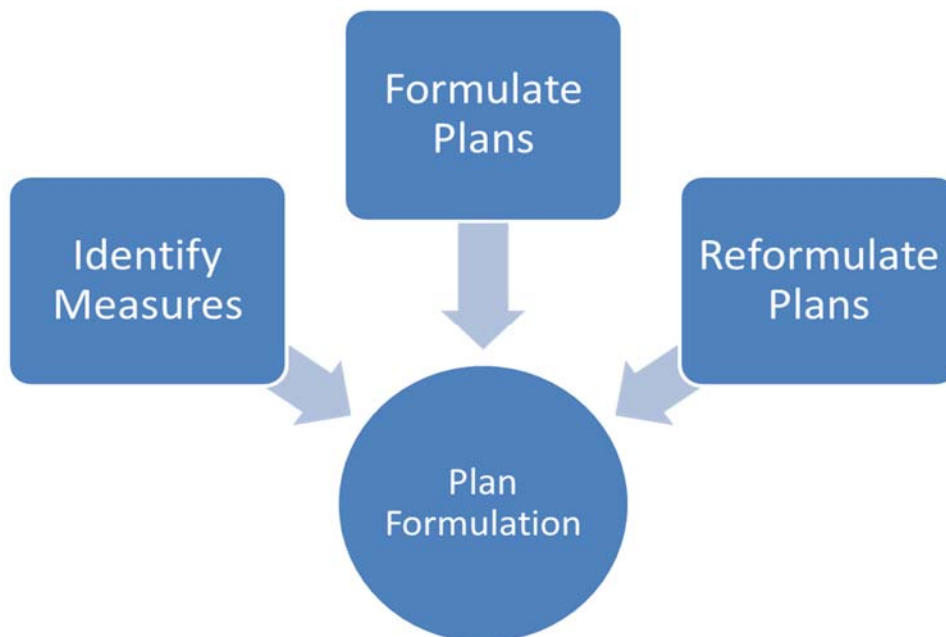 Formulate
Plans
Identify
Measures
Reformulate
Plans
Plan
Formulation